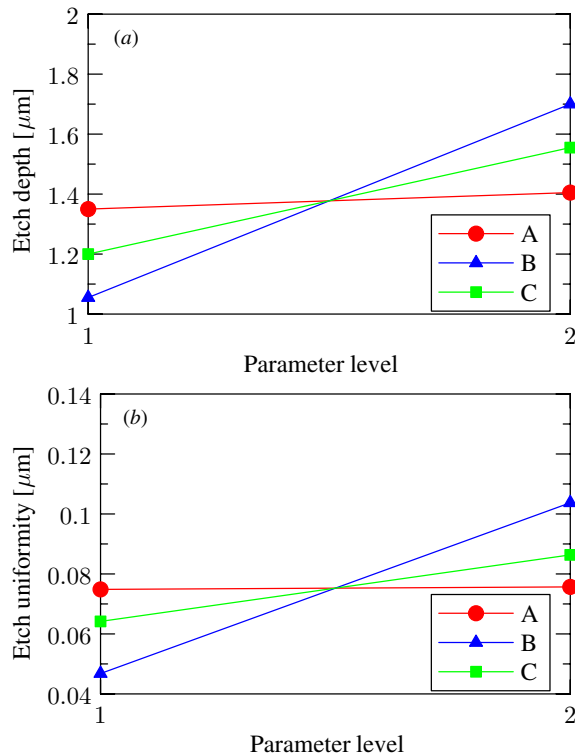 (a)
Etch depth [μm]
2
1.8
1.6
1.4
1.2
1
A
B
C
1
2
Parameter level
(b)
Etch uniformity [μm]
0.14
0.12
0.1
0.08
0.06
0.04
A
B
C
1
2
Parameter level